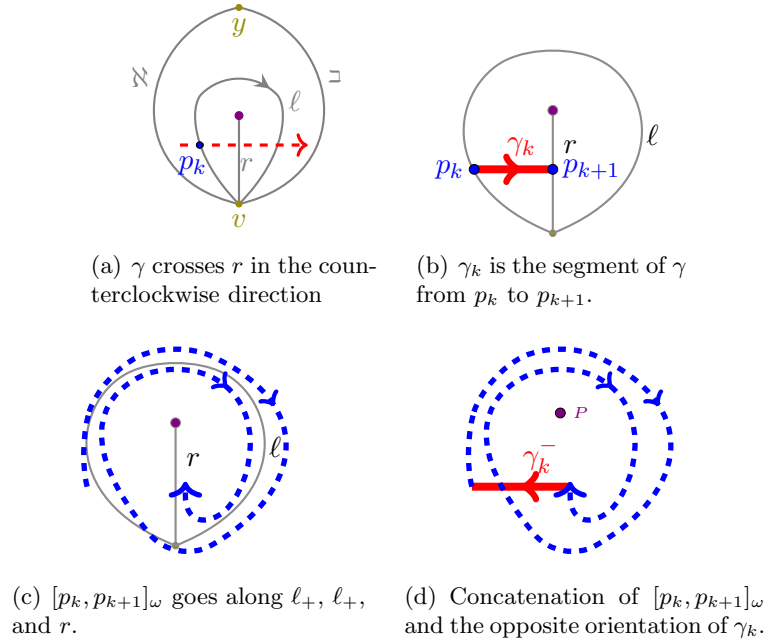 y
ℵ ℶ
ℓ
p_k r
v
(a) γ crosses r in the coun-
terclockwise direction
γ_k r ℓ
p_k p_{k+1}
(b) γ_k is the segment of γ
from p_k to p_{k+1}.
r ℓ
(c) [p_k, p_{k+1}]_ω goes along ℓ_+, ℓ_+,
and r.
P
γ_k^-
(d) Concatenation of [p_k, p_{k+1}]_ω
and the opposite orientation of γ_k.